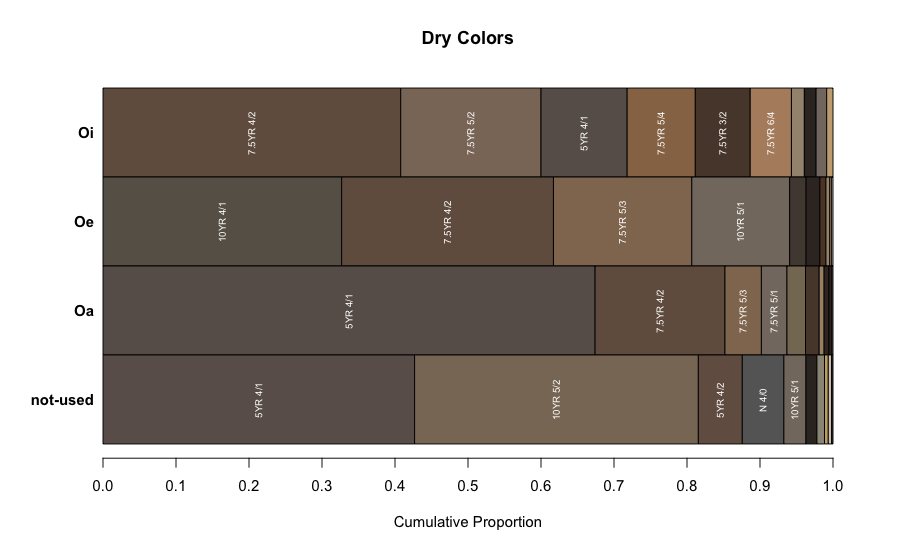 Dry Colors
Oi
7.5YR 4/2
7.5YR 5/2
5YR 4/1
7.5YR 5/4
7.5YR 3/2
7.5YR 6/4
Oe
10YR 4/1
7.5YR 4/2
7.5YR 5/3
10YR 5/1
Oa
5YR 4/1
7.5YR 4/2
7.5YR 5/3
7.5YR 5/1
not-used
5YR 4/1
10YR 5/2
5YR 4/2
N 4/0
10YR 5/1
0.0 0.1 0.2 0.3 0.4 0.5 0.6 0.7 0.8 0.9 1.0
Cumulative Proportion